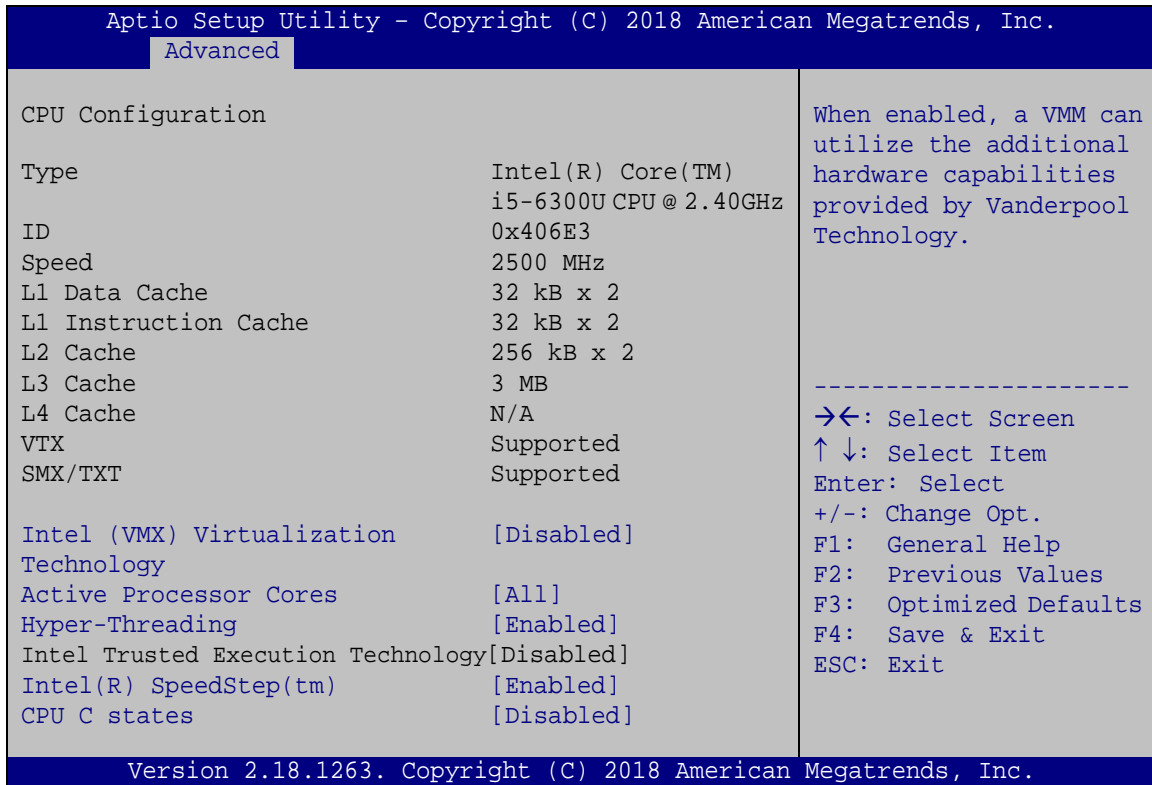 Aptio Setup Utility – Copyright (C) 2018 American Megatrends, Inc.
Advanced
CPU Configuration
Type Intel(R) Core(TM)
i5-6300U CPU @ 2.40GHz
ID 0x406E3
Speed 2500 MHz
L1 Data Cache 32 kB x 2
L1 Instruction Cache 32 kB x 2
L2 Cache 256 kB x 2
L3 Cache 3 MB
L4 Cache N/A
VTX Supported
SMX/TXT Supported
Intel (VMX) Virtualization [Disabled]
Technology
Active Processor Cores [All]
Hyper-Threading [Enabled]
Intel Trusted Execution Technology[Disabled]
Intel(R) SpeedStep(tm) [Enabled]
CPU C states [Disabled]
When enabled, a VMM can
utilize the additional
hardware capabilities
provided by Vanderpool
Technology.
----------------------
→←: Select Screen
↑ ↓: Select Item
Enter: Select
+/-: Change Opt.
F1: General Help
F2: Previous Values
F3: Optimized Defaults
F4: Save & Exit
ESC: Exit
Version 2.18.1263. Copyright (C) 2018 American Megatrends, Inc.